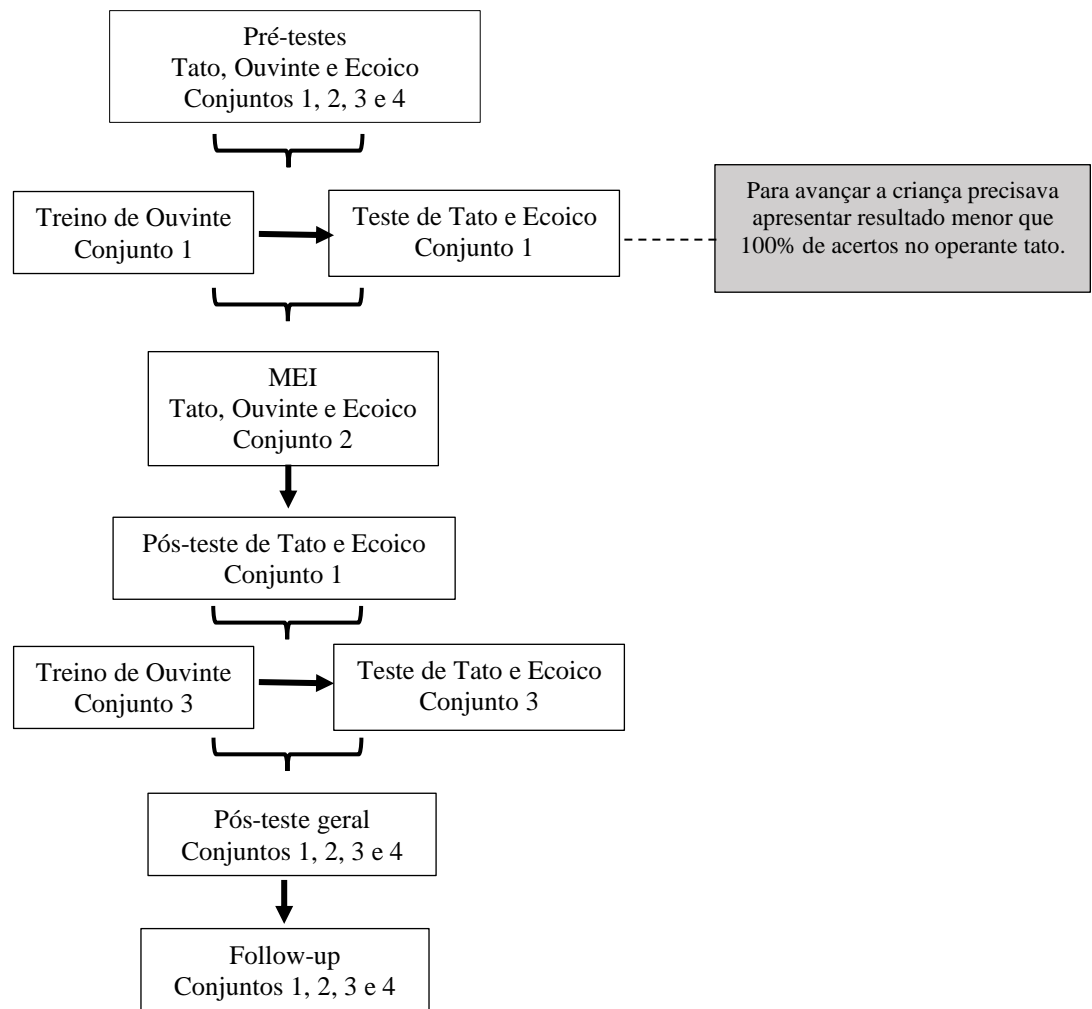 Pré-testes
Tato, Ouvinte e Ecoico
Conjuntos 1, 2, 3 e 4
Treino de Ouvinte
Conjunto 1
Teste de Tato e Ecoico
Conjunto 1
Para avançar a criança precisava
apresentar resultado menor que
100% de acertos no operante tato.
MEI
Tato, Ouvinte e Ecoico
Conjunto 2
Pós-teste de Tato e Ecoico
Conjunto 1
Treino de Ouvinte
Conjunto 3
Teste de Tato e Ecoico
Conjunto 3
Pós-teste geral
Conjuntos 1, 2, 3 e 4
Follow-up
Conjuntos 1, 2, 3 e 4